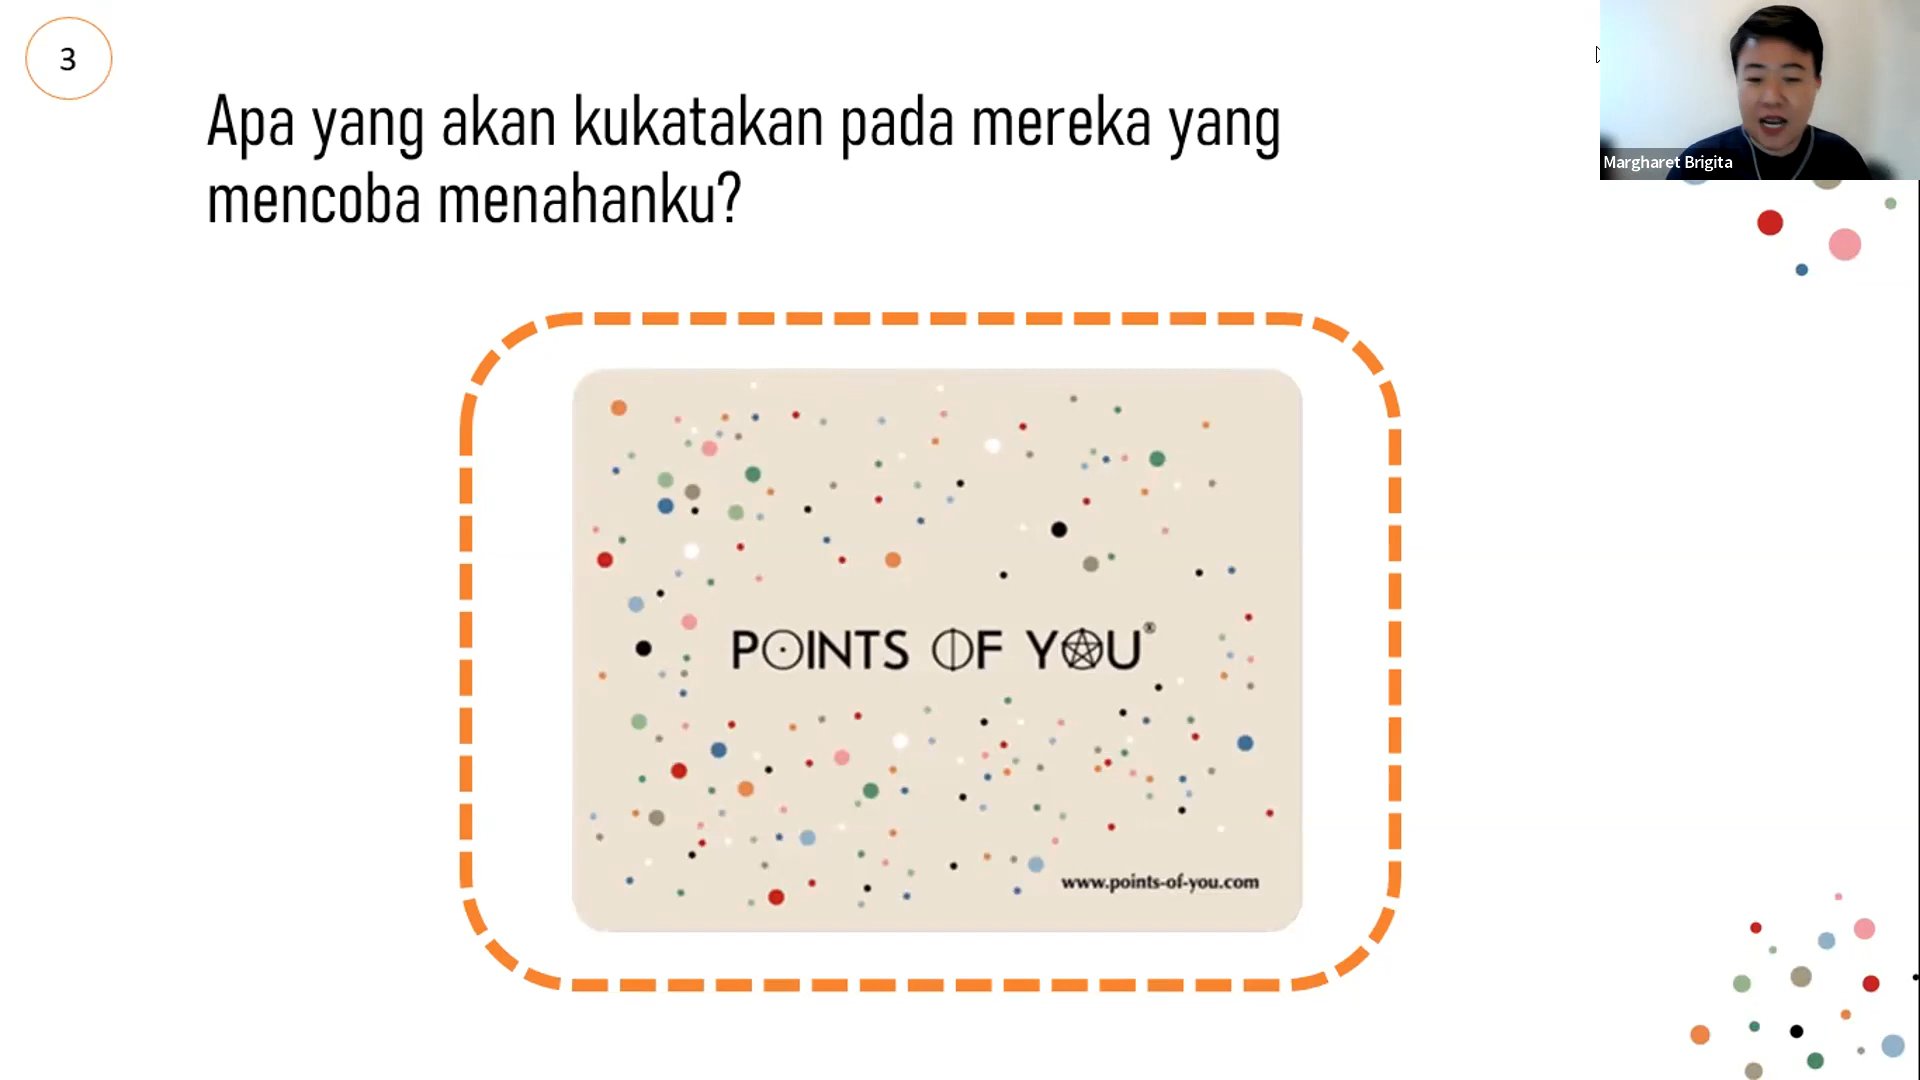 3
Apa yang akan kukatakan pada mereka yang
mencoba menahanku?
Margharet Brigita
POINTS OF YOU®
www.points-of-you.com